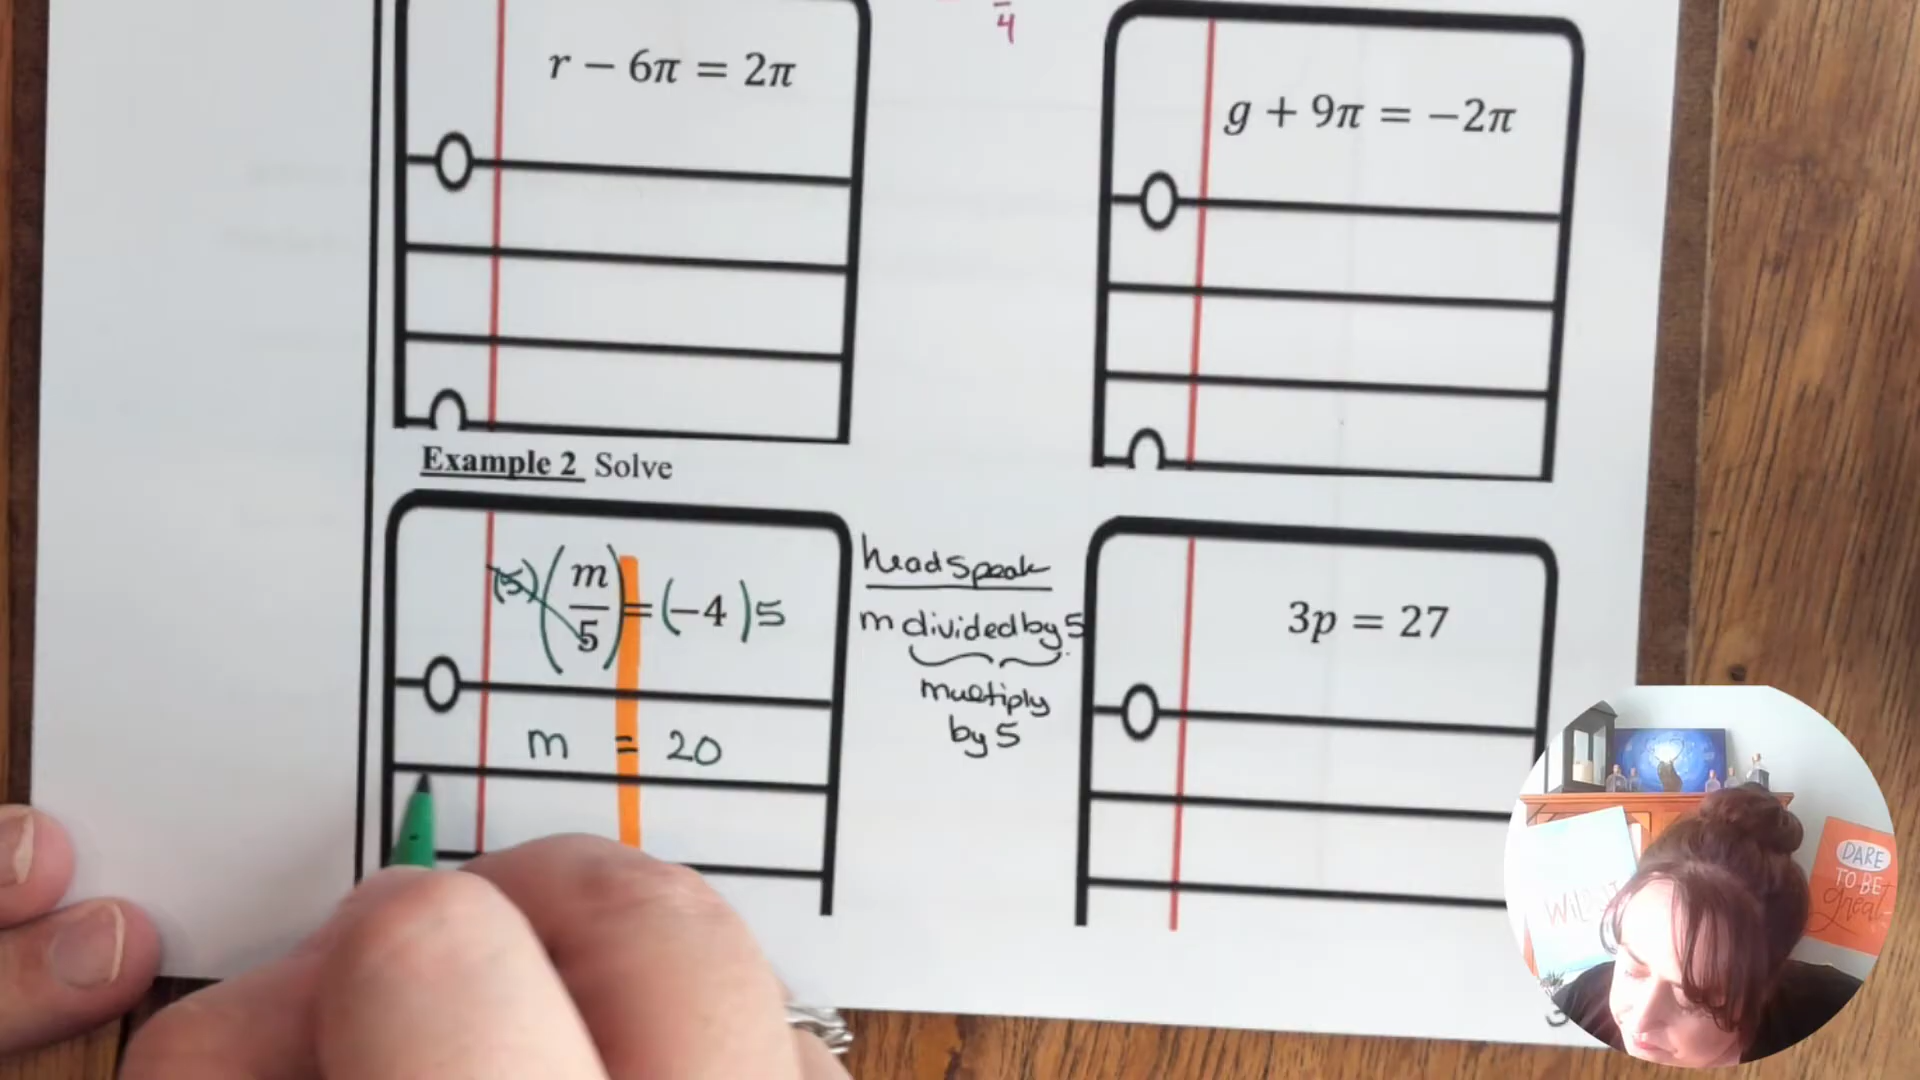 4
r − 6π = 2π
g + 9π = −2π
Example 2 Solve
(5)(m/5) = (−4)5
m = 20
headspeak
m divided by 5
multiply
by 5
3p = 27
DARE
TO BE
great